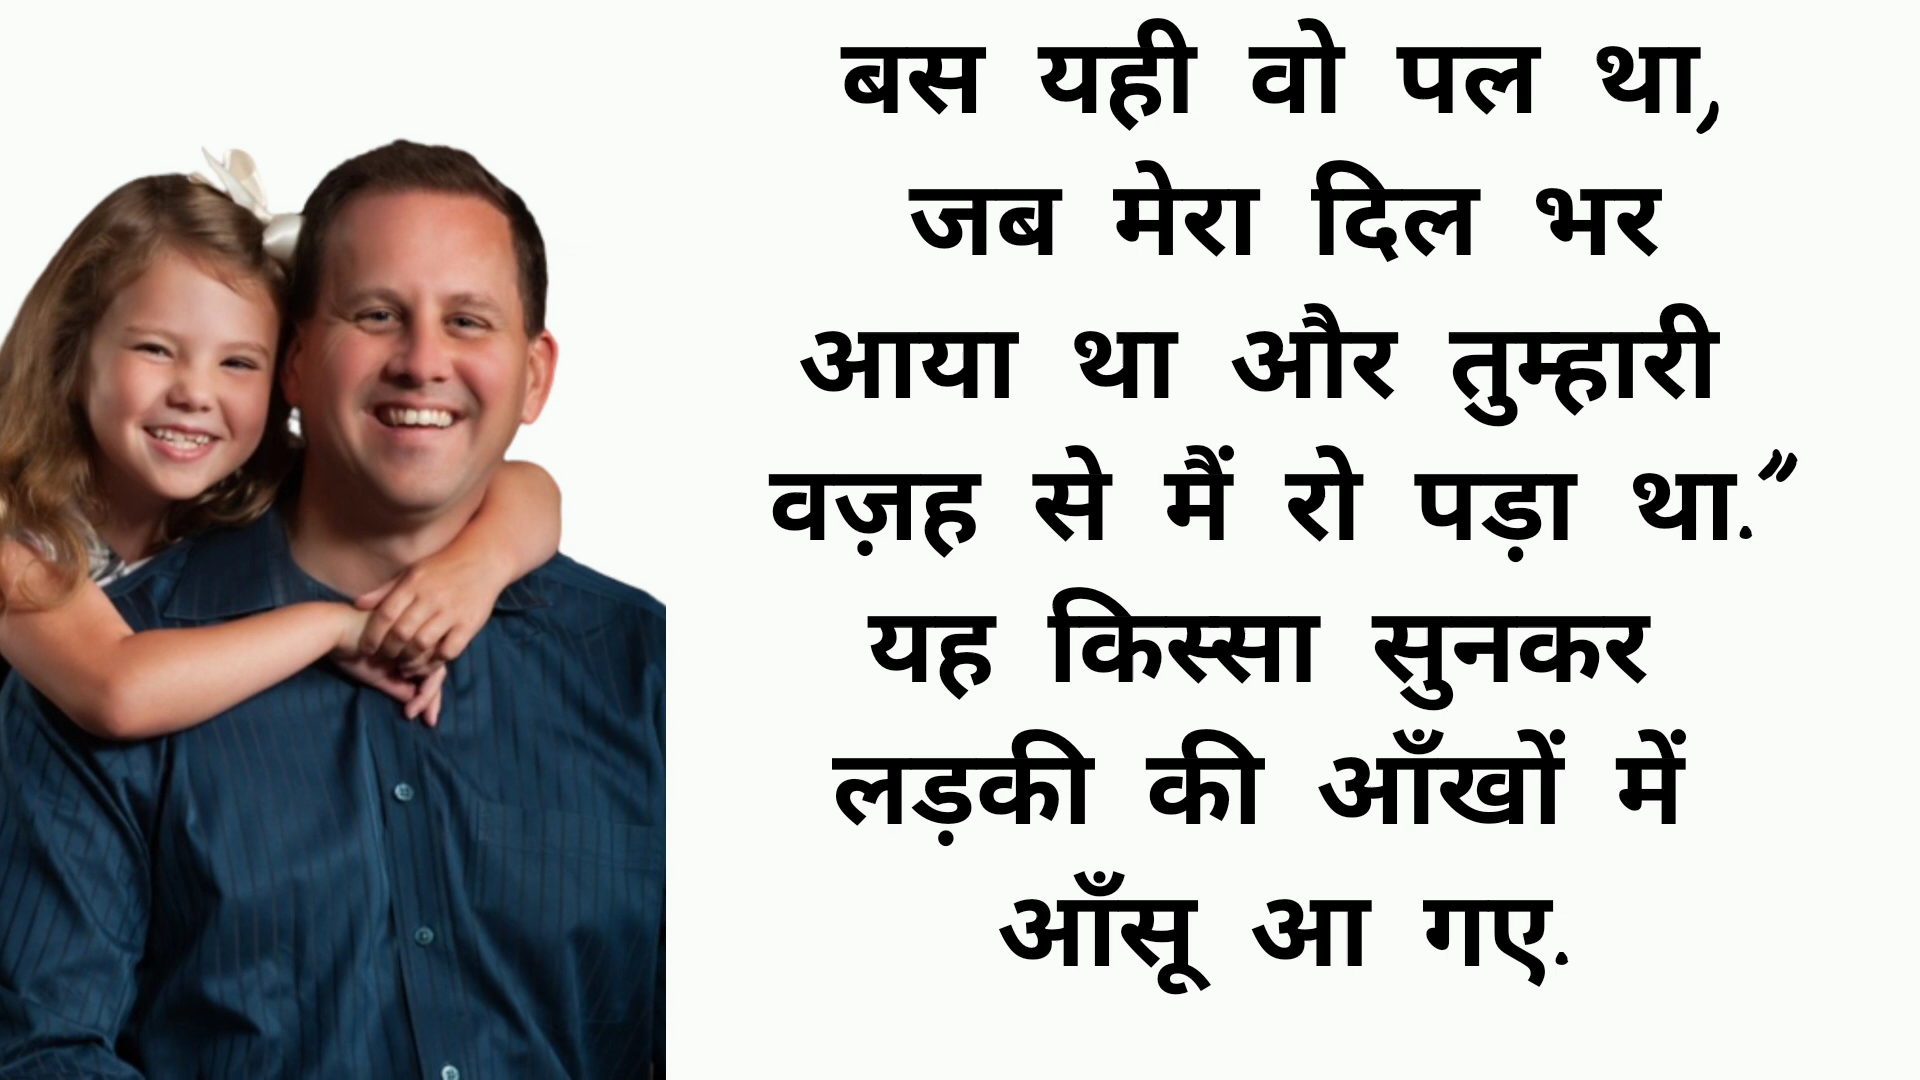 बस यही वो पल था,
जब मेरा दिल भर
आया था और तुम्हारी
वज़ह से मैं रो पड़ा था.”
यह किस्सा सुनकर
लड़की की आँखों में
आँसू आ गए.